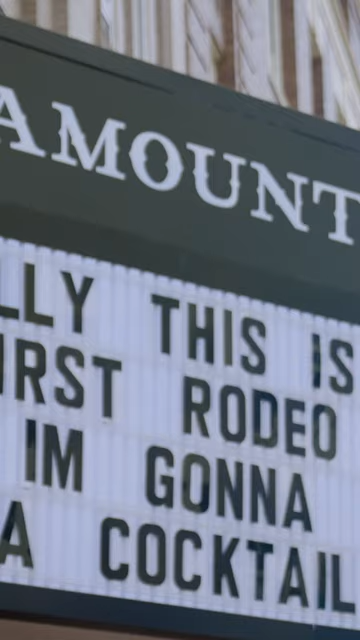 AMOUNT
LLY THIS IS
IRST RODEO
IM GONNA
A COCKTAIL